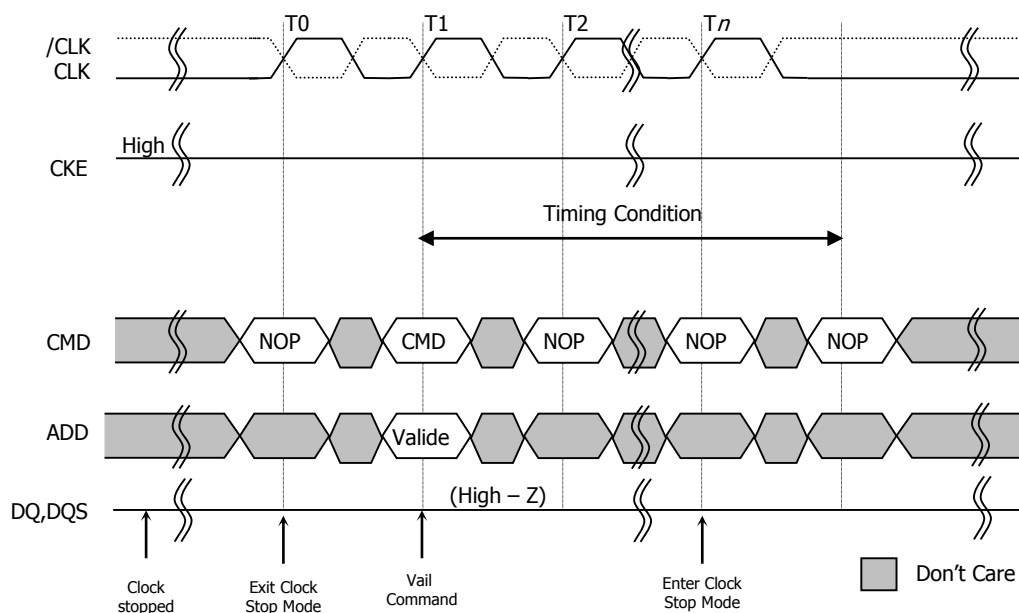 T0 T1 T2 Tn
/CLK
CLK
High
CKE
Timing Condition
CMD NOP CMD NOP NOP NOP
ADD Valide
(High – Z)
DQ,DQS
Clock
stopped
Exit Clock
Stop Mode
Vail
Command
Enter Clock
Stop Mode
Don't Care